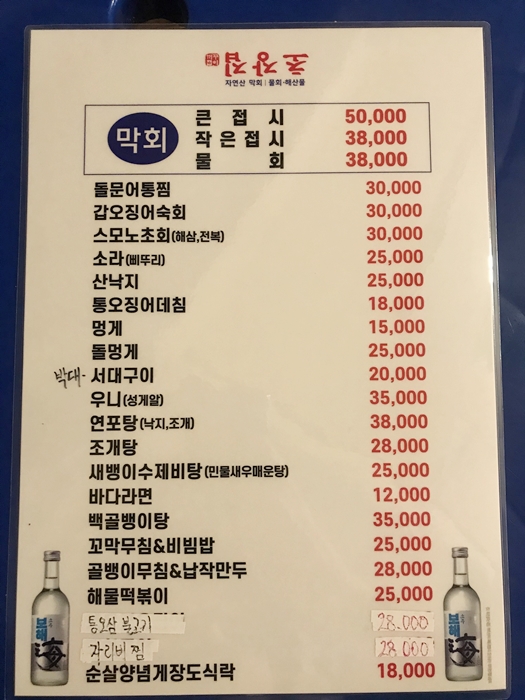 초장집
자연산 막회 | 물회·해산물
막회
큰접시 50,000
작은접시 38,000
물회 38,000
돌문어통찜 30,000
갑오징어숙회 30,000
스모노초회(해삼,전복) 30,000
소라(삐뚜리) 25,000
산낙지 25,000
통오징어데침 18,000
멍게 15,000
돌멍게 25,000
박대- 서대구이 20,000
우니(성게알) 35,000
연포탕(낙지,조개) 38,000
조개탕 28,000
새뱅이수제비탕(민물새우매운탕) 25,000
바다라면 12,000
백골뱅이탕 35,000
꼬막무침&비빔밥 25,000
골뱅이무침&납작만두 28,000
해물떡볶이 25,000
통오삼 불고기 28.000
가리비 찜 28.000
순살양념게장도시락 18,000
보해
海
보해
海